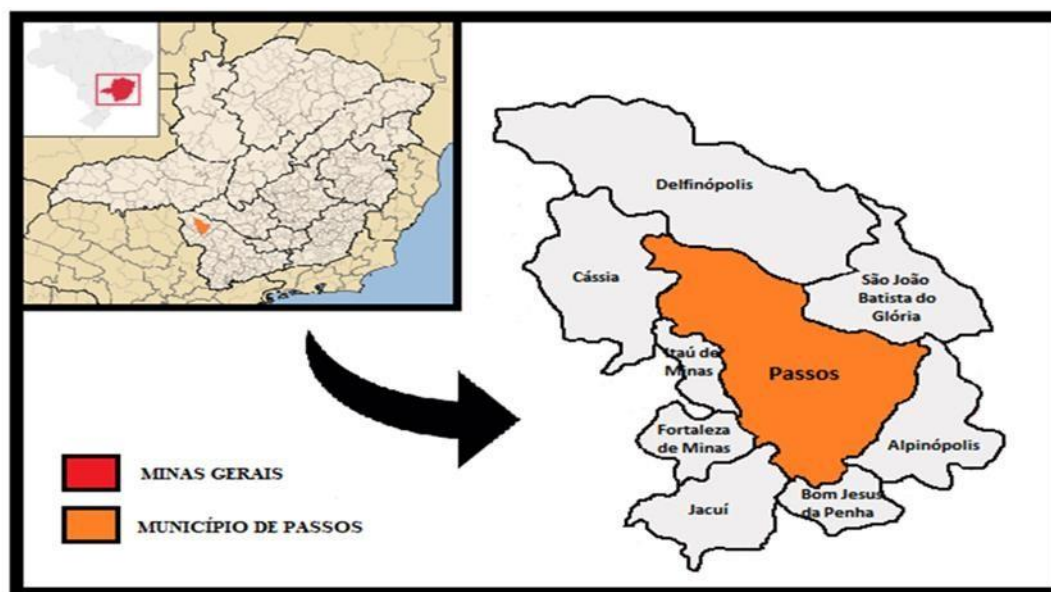 Delfinópolis
Cássia
São João
Batista do
Glória
Itaú de
Minas
Passos
Fortaleza
de Minas
Alpinópolis
Jacuí
Bom Jesus
da Penha
MINAS GERAIS
MUNICÍPIO DE PASSOS